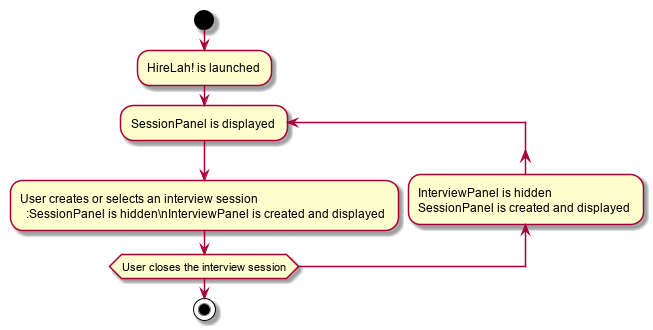 HireLah! is launched
SessionPanel is displayed
User creates or selects an interview session
:SessionPanel is hidden\nInterviewPanel is created and displayed
InterviewPanel is hidden
SessionPanel is created and displayed
User closes the interview session